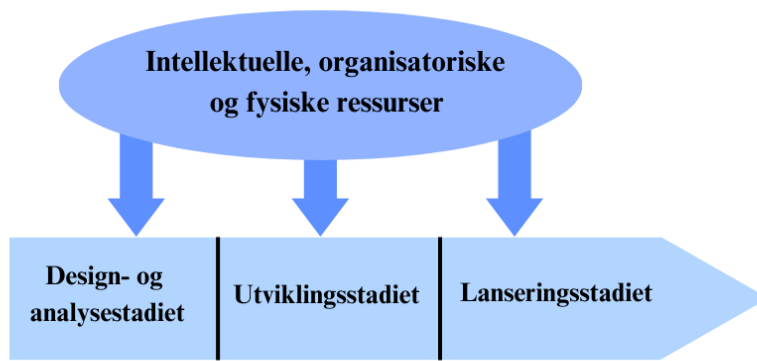 Intellektuelle, organisatoriske
og fysiske ressurser
Design- og
analysestadiet
Utviklingsstadiet
Lanseringsstadiet